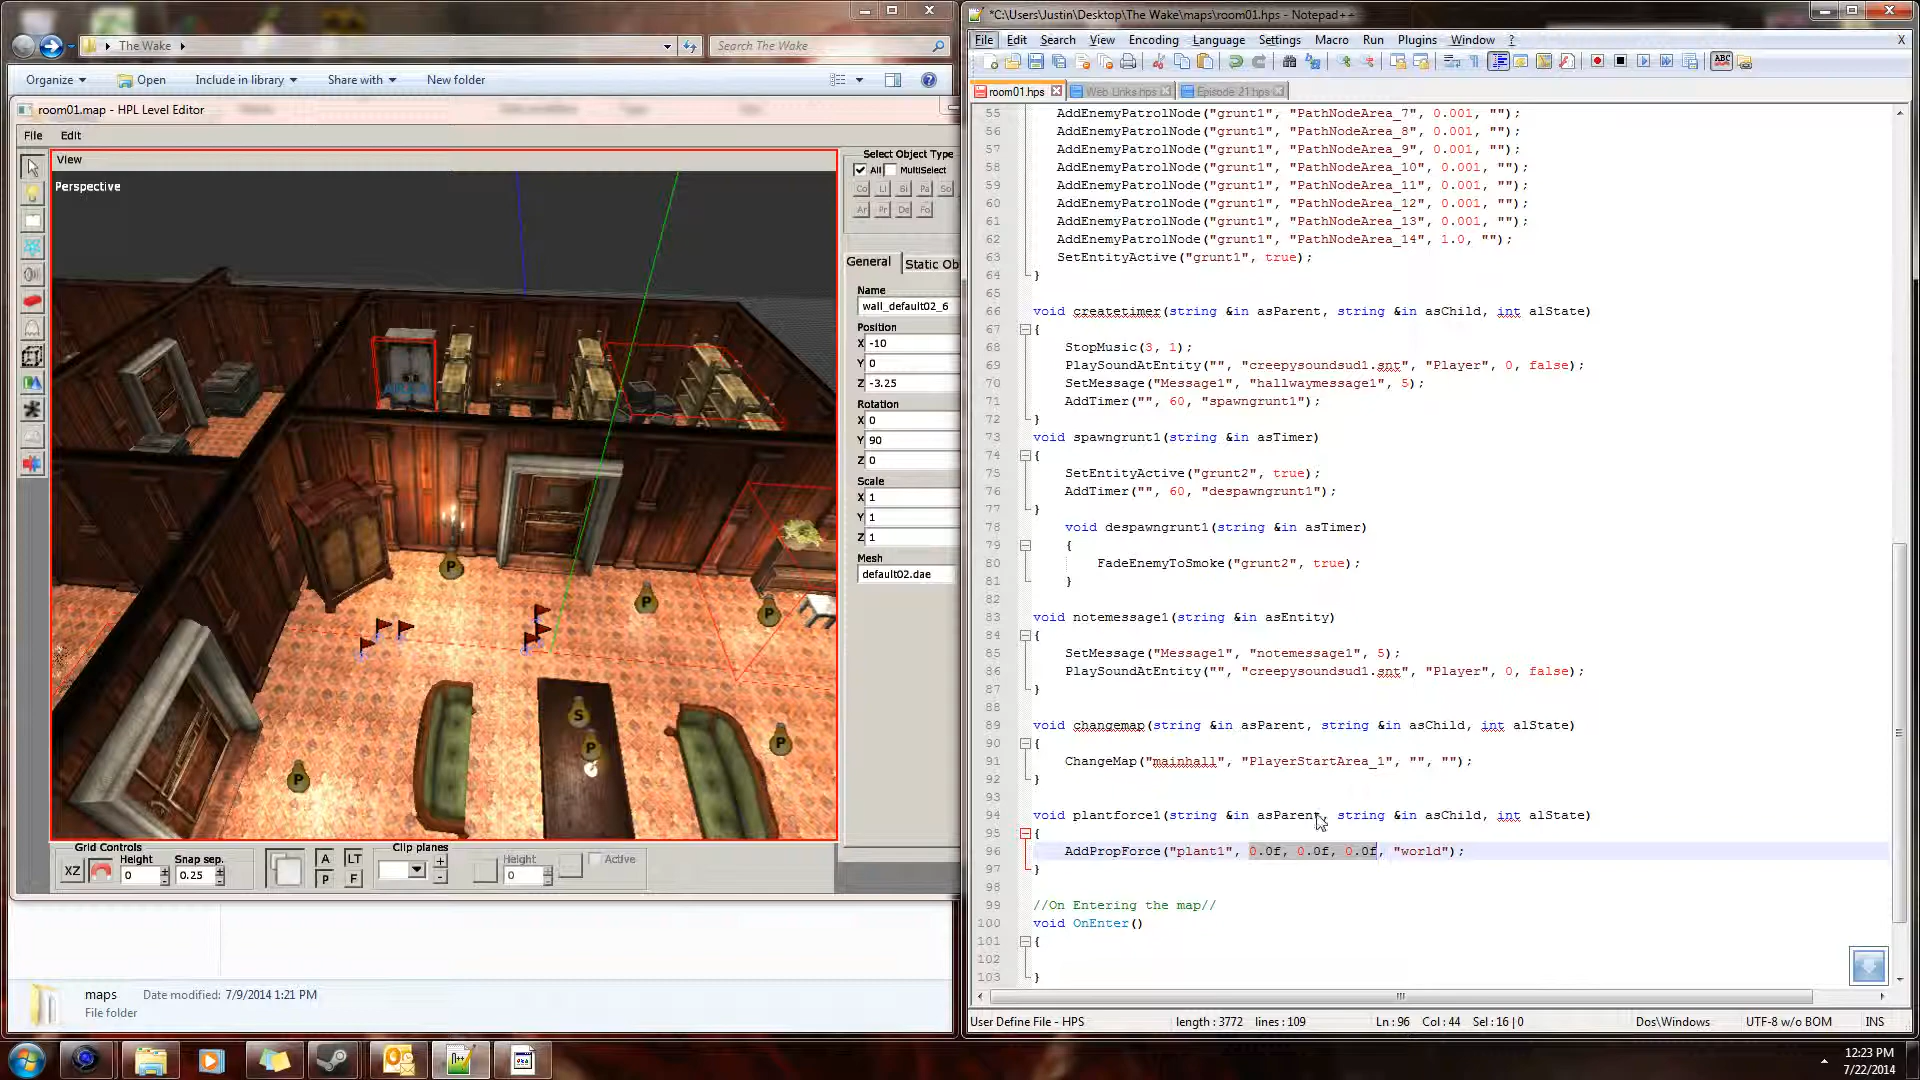 The Wake
Search The Wake
Organize
Open
Include in library
Share with
New folder
room01.map - HPL Level Editor
File Edit
View
Perspective
Select Object Type
All MultiSelect
Co Li Bi Pa So
Ar Pr De Fo
General Static Ob
Name
wall_default02_6
Position
X -10
Y 0
Z -3.25
Rotation
X 0
Y 90
Z 0
Scale
X 1
Y 1
Z 1
Mesh
default02.dae
P
P
P
S
P
P
P
Grid Controls
XZ
Height
0
Snap sep.
0.25
A LT
P F
Clip planes
+
-
Height
0
Active
maps Date modified: 7/9/2014 1:21 PM
File folder
*C:\Users\Justin\Desktop\The Wake\maps\room01.hps - Notepad++
File Edit Search View Encoding Language Settings Macro Run Plugins Window ? X
room01.hps Web Links.hps Episode 21.hps
55 AddEnemyPatrolNode("grunt1", "PathNodeArea_7", 0.001, "");
56 AddEnemyPatrolNode("grunt1", "PathNodeArea_8", 0.001, "");
57 AddEnemyPatrolNode("grunt1", "PathNodeArea_9", 0.001, "");
58 AddEnemyPatrolNode("grunt1", "PathNodeArea_10", 0.001, "");
59 AddEnemyPatrolNode("grunt1", "PathNodeArea_11", 0.001, "");
60 AddEnemyPatrolNode("grunt1", "PathNodeArea_12", 0.001, "");
61 AddEnemyPatrolNode("grunt1", "PathNodeArea_13", 0.001, "");
62 AddEnemyPatrolNode("grunt1", "PathNodeArea_14", 1.0, "");
63 SetEntityActive("grunt1", true);
64 }
65
66 void createtimer(string &in asParent, string &in asChild, int alState)
67 {
68 StopMusic(3, 1);
69 PlaySoundAtEntity("", "creepysoundsud1.snt", "Player", 0, false);
70 SetMessage("Message1", "hallwaymessage1", 5);
71 AddTimer("", 60, "spawngrunt1");
72 }
73 void spawngrunt1(string &in asTimer)
74 {
75 SetEntityActive("grunt2", true);
76 AddTimer("", 60, "despawngrunt1");
77 }
78 void despawngrunt1(string &in asTimer)
79 {
80 FadeEnemyToSmoke("grunt2", true);
81 }
82
83 void notemessage1(string &in asEntity)
84 {
85 SetMessage("Message1", "notemessage1", 5);
86 PlaySoundAtEntity("", "creepysoundsud1.snt", "Player", 0, false);
87 }
88
89 void changemap(string &in asParent, string &in asChild, int alState)
90 {
91 ChangeMap("mainhall", "PlayerStartArea_1", "", "");
92 }
93
94 void plantforce1(string &in asParent, string &in asChild, int alState)
95 {
96 AddPropForce("plant1", 0.0f, 0.0f, 0.0f, "world");
97 }
98
99 //On Entering the map//
100 void OnEnter()
101 {
102
103 }
User Define File - HPS length : 3772 lines : 109 Ln : 96 Col : 44 Sel : 16 | 0 Dos\Windows UTF-8 w/o BOM INS
12:23 PM
7/22/2014